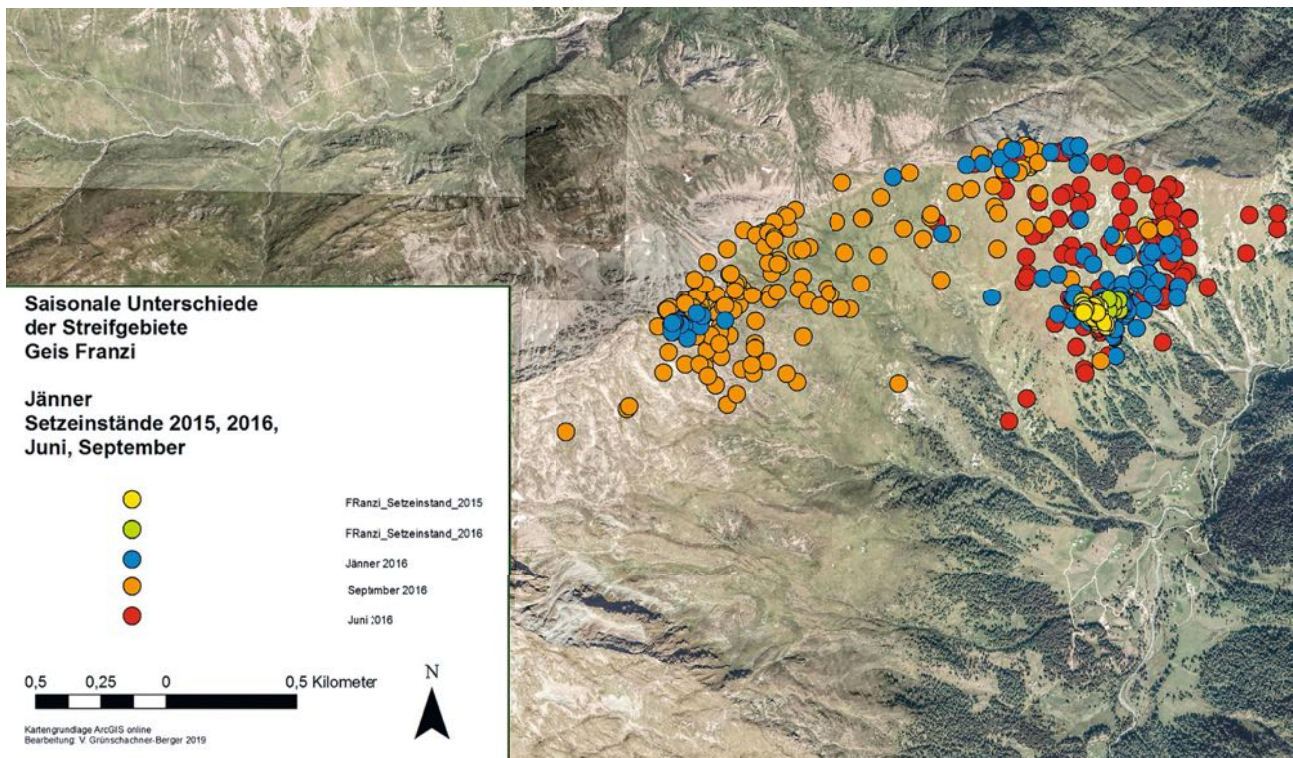 Saisonale Unterschiede
der Streifgebiete
Geis Franzi
Jänner
Setzeinstände 2015, 2016,
Juni, September
FRanzi_Setzeinstand_2015
FRanzi_Setzeinstand_2016
Jänner 2016
September 2016
Juni 2016
0,5 0,25 0 0,5 Kilometer
N
Kartengrundlage ArcGIS online
Bearbeitung: V. Grünschachner-Berger 2019